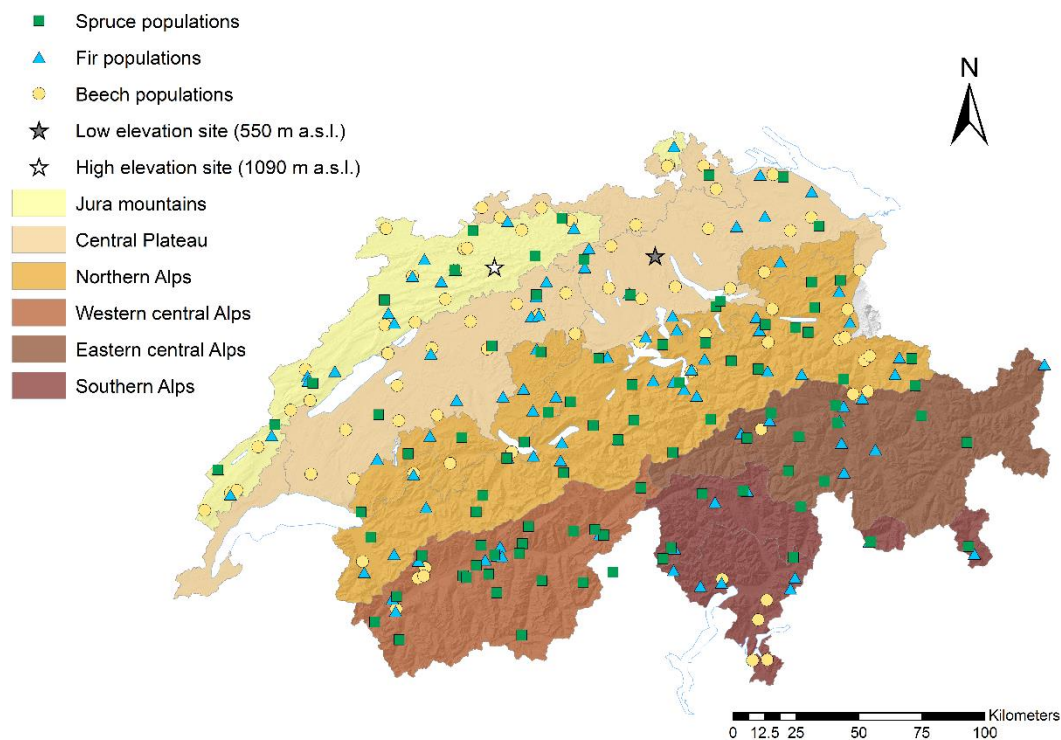 Spruce populations
Fir populations
Beech populations
Low elevation site (550 m a.s.l.)
High elevation site (1090 m a.s.l.)
Jura mountains
Central Plateau
Northern Alps
Western central Alps
Eastern central Alps
Southern Alps
N
Kilometers
0 12.5 25 50 75 100